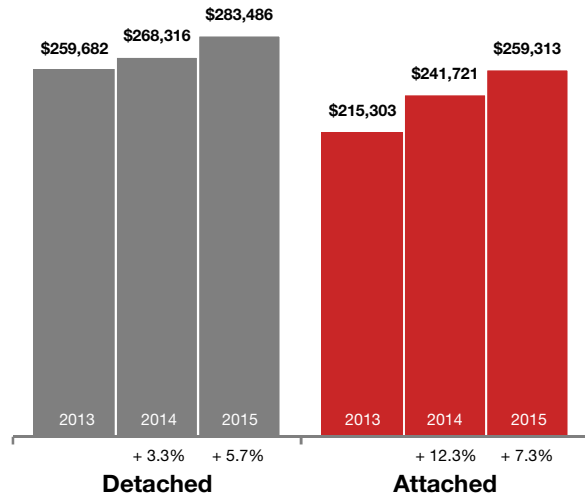 $259,682 $268,316 $283,486
$215,303 $241,721 $259,313
2013 2014 2015 2013 2014 2015
+ 3.3% + 5.7% + 12.3% + 7.3%
Detached Attached